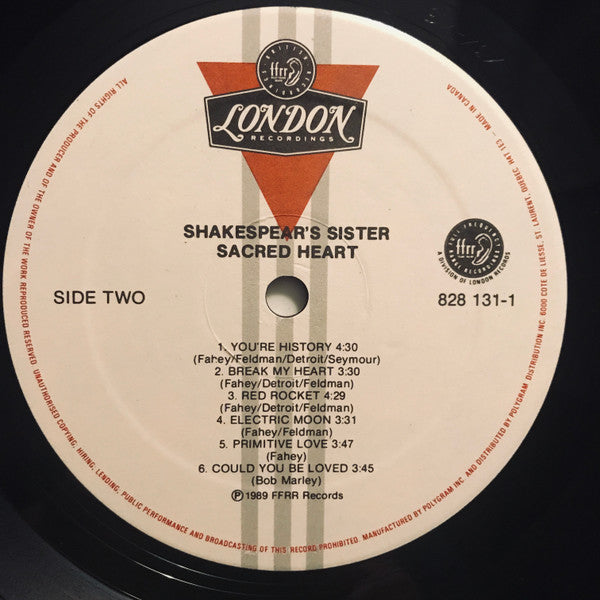 ffrr
LONDON
RECORDINGS
SHAKESPEAR'S SISTER
SACRED HEART
ffrr
A DIVISION OF LONDON RECORDS
SIDE TWO
828 131-1
1. YOU'RE HISTORY 4:30
(Fahey/Feldman/Detroit/Seymour)
2. BREAK MY HEART 3:30
(Fahey/Detroit/Feldman)
3. RED ROCKET 4:29
(Fahey/Detroit/Feldman)
4. ELECTRIC MOON 3:31
(Fahey/Feldman)
5. PRIMITIVE LOVE 3:47
(Fahey)
6. COULD YOU BE LOVED 3:45
(Bob Marley)
℗ 1989 FFRR Records
ALL RIGHTS OF THE PRODUCER AND OF THE OWNER OF THE WORK REPRODUCED RESERVED. UNAUTHORISED COPYING, HIRING, LENDING, PUBLIC PERFORMANCE AND BROADCASTING OF THIS RECORD PROHIBITED. MANUFACTURED BY POLYGRAM INC. AND DISTRIBUTED BY POLYGRAM DISTRIBUTION INC. 6000 COTE DE LIESSE, ST. LAURENT, QUEBEC. H4T 1E3 - MADE IN CANADA